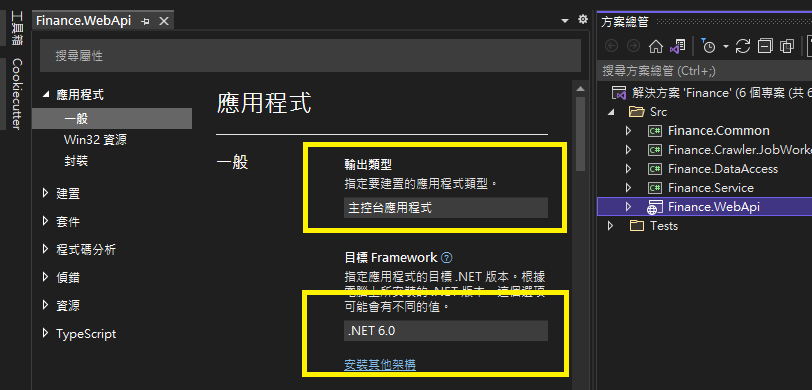 工具箱
Cookiecutter
Finance.WebApi
搜尋屬性
應用程式
一般
Win32 資源
封裝
建置
套件
程式碼分析
偵錯
資源
TypeScript
應用程式
一般
輸出類型
指定要建置的應用程式類型。
主控台應用程式
目標 Framework
指定應用程式的目標 .NET 版本。根據
電腦上所安裝的 .NET 版本，這個選項
可能會有不同的值。
.NET 6.0
安裝其他架構
方案總管
搜尋方案總管 (Ctrl+;)
解決方案 'Finance' (6 個專案 (共 6
Src
Finance.Common
Finance.Crawler.JobWorke
Finance.DataAccess
Finance.Service
Finance.WebApi
Tests